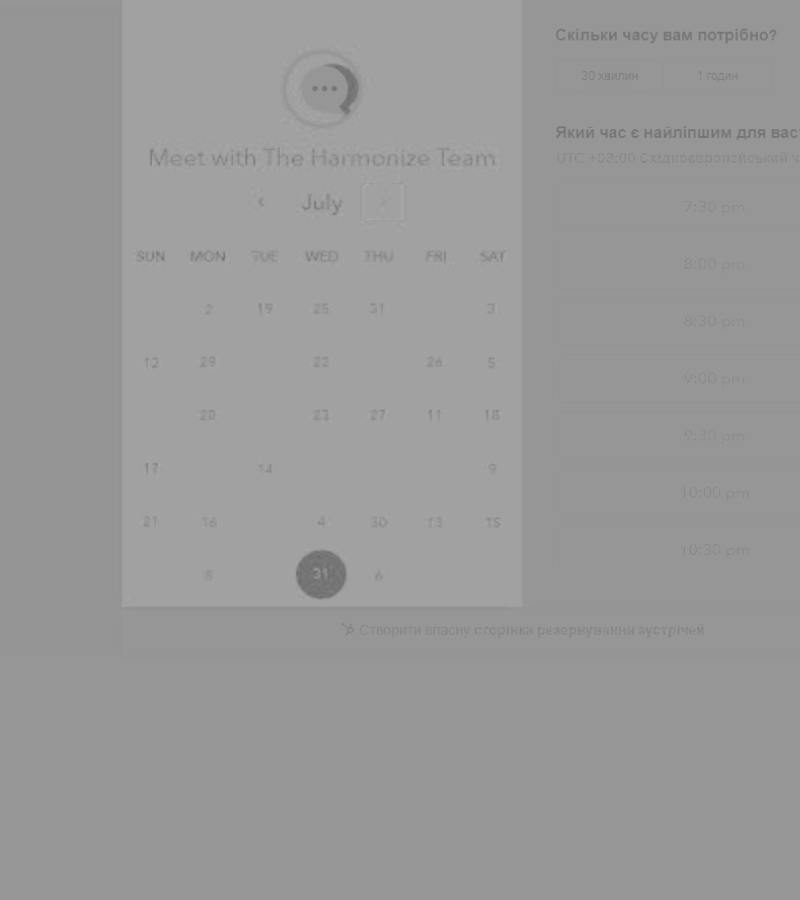 Meet with The Harmonize Team
July
SUN MON TUE WED THU FRI SAT
2 19 25 31 3
12 29 22 26 5
28 23 27 11 18
17 14 9
21 16 4 30 13 15
8 31 6
Скільки часу вам потрібно?
30 хвилин 1 годин
Який час є найліпшим для вас
UTC +03:00 Східноєвропейський ч
7:30 pm
8:00 pm
8:30 pm
9:00 pm
9:30 pm
10:00 pm
10:30 pm
Створити власну сторінка резервування зустрічей